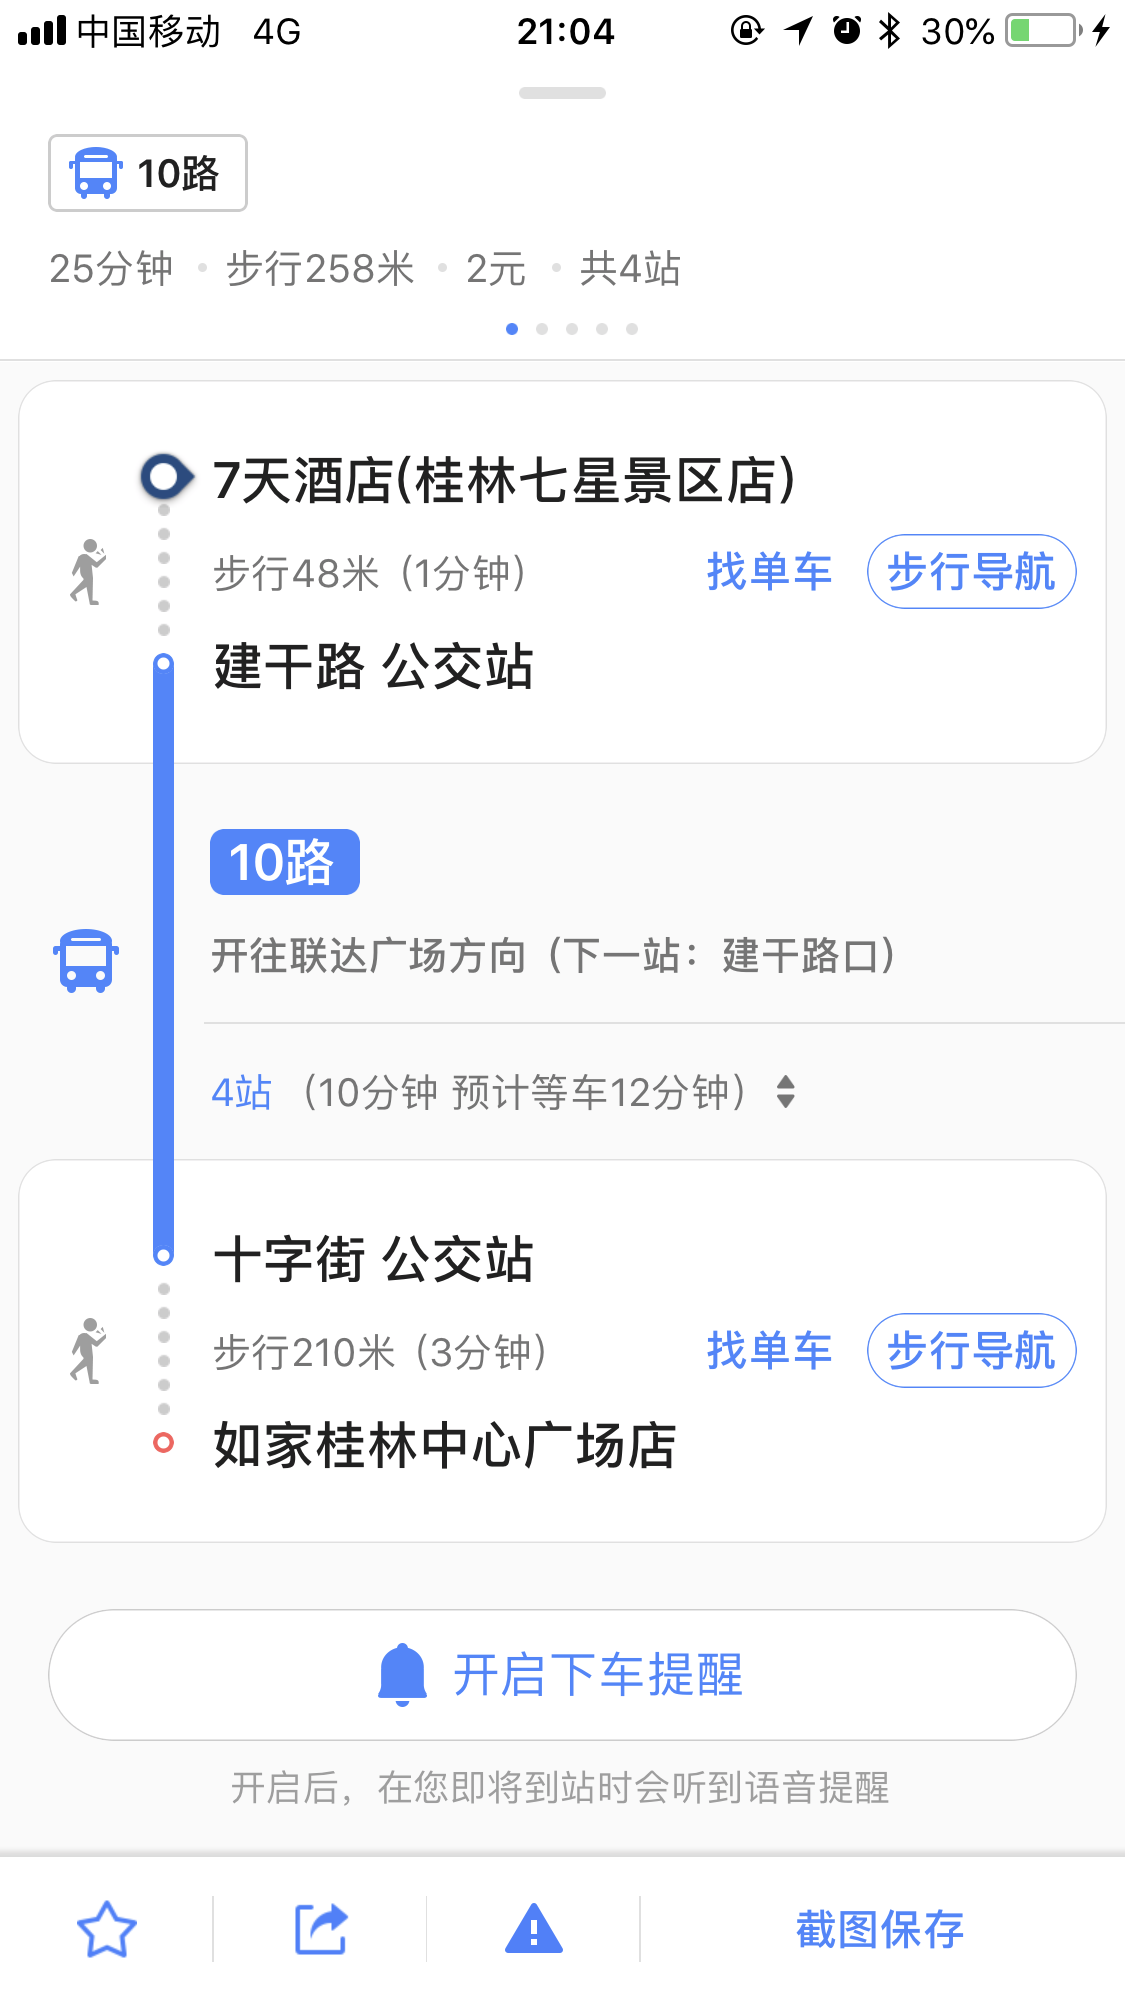 中国移动 4G 21:04 30%
10路
25分钟 · 步行258米 · 2元 · 共4站
7天酒店(桂林七星景区店)
步行48米 (1分钟) 找单车 步行导航
建干路 公交站
10路
开往联达广场方向 (下一站：建干路口)
4站 (10分钟 预计等车12分钟)
十字街 公交站
步行210米 (3分钟) 找单车 步行导航
如家桂林中心广场店
开启下车提醒
开启后，在您即将到站时会听到语音提醒
截图保存